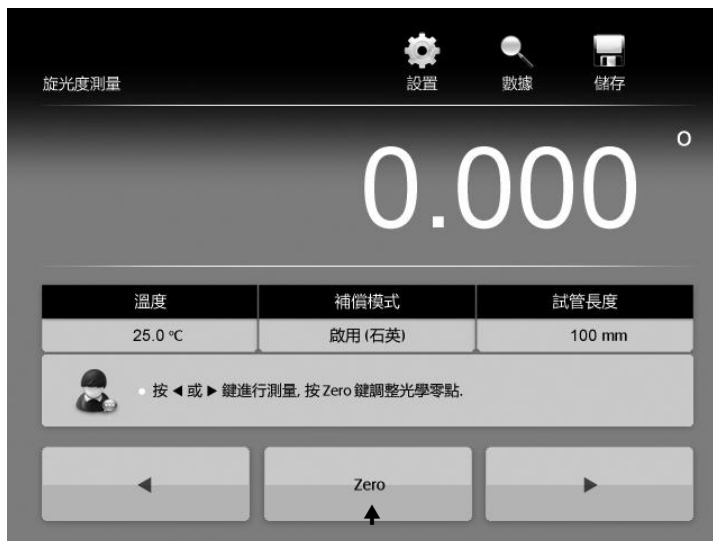 旋光度測量
設置 數據 儲存
0.000 °
溫度 補償模式 試管長度
25.0 ℃ 啟用 (石英) 100 mm
按 ◀ 或 ▶ 鍵進行測量, 按 Zero 鍵調整光學零點.
◀ Zero ▶